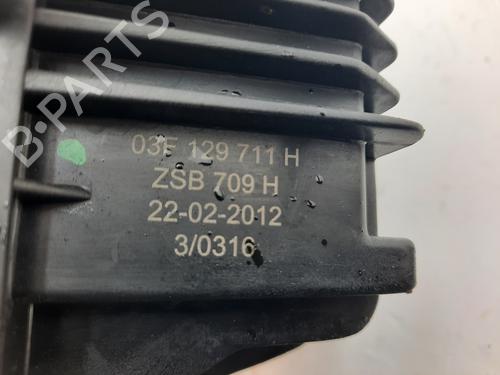 B-PARTS
03F 129 711 H
ZSB 709 H
22-02-2012
3/0316